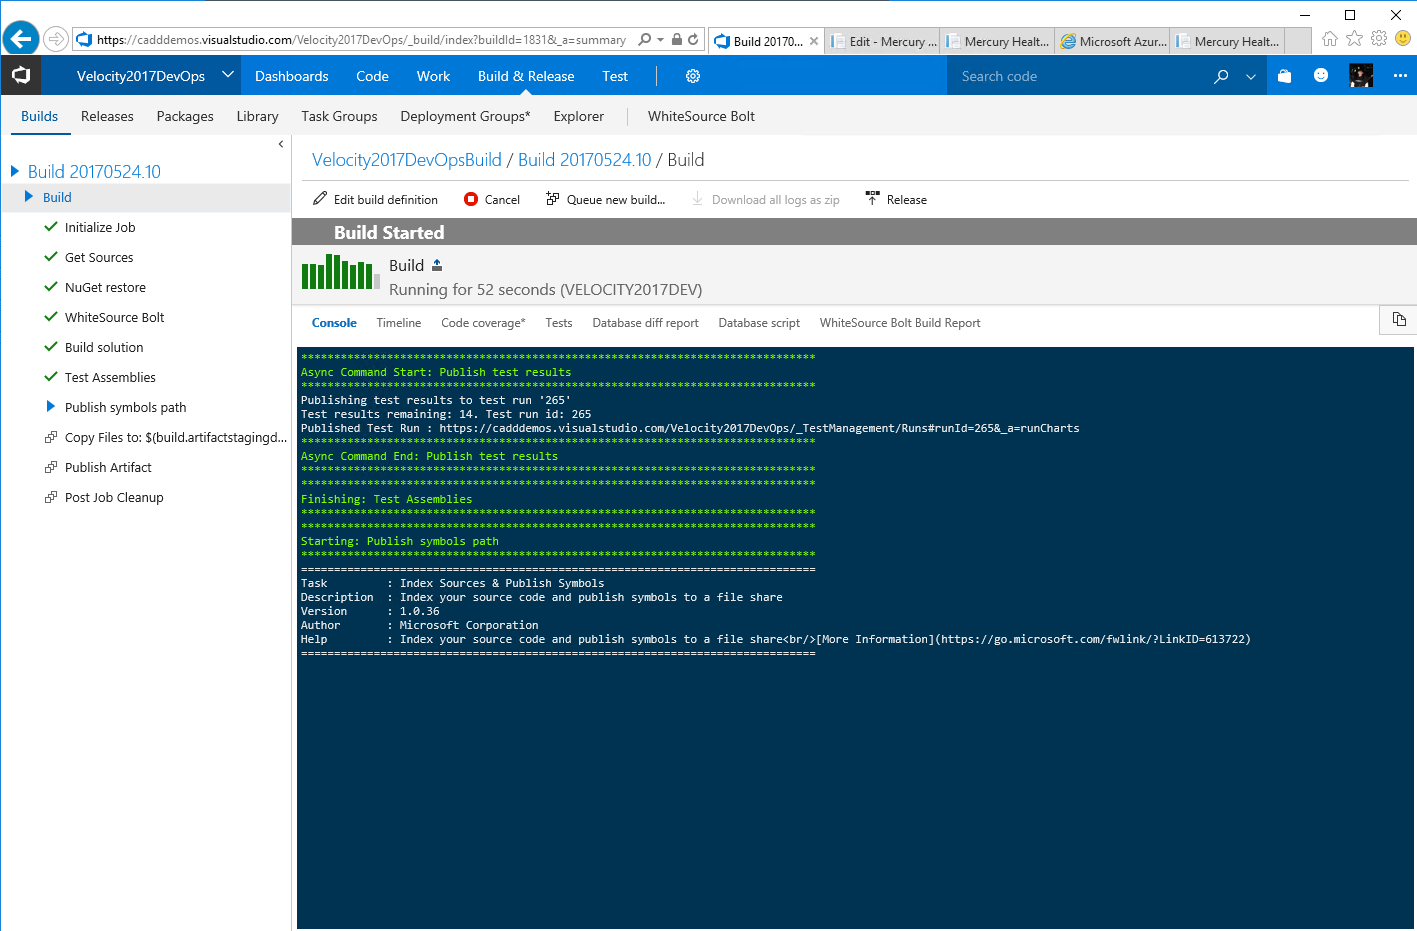 https://cadddemos.visualstudio.com/Velocity2017DevOps/_build/index?buildId=1831&_a=summary
Build 20170...
Edit - Mercury ...
Mercury Healt...
Microsoft Azur...
Mercury Healt...
Velocity2017DevOps
Dashboards
Code
Work
Build & Release
Test
Search code
Builds
Releases
Packages
Library
Task Groups
Deployment Groups*
Explorer
WhiteSource Bolt
Build 20170524.10
Build
Initialize Job
Get Sources
NuGet restore
WhiteSource Bolt
Build solution
Test Assemblies
Publish symbols path
Copy Files to: $(build.artifactstagingd...
Publish Artifact
Post Job Cleanup
Velocity2017DevOpsBuild / Build 20170524.10 / Build
Edit build definition
Cancel
Queue new build...
Download all logs as zip
Release
Build Started
Build
Running for 52 seconds (VELOCITY2017DEV)
Console
Timeline
Code coverage*
Tests
Database diff report
Database script
WhiteSource Bolt Build Report
******************************************************************************
Async Command Start: Publish test results
******************************************************************************
Publishing test results to test run '265'
Test results remaining: 14. Test run id: 265
Published Test Run : https://cadddemos.visualstudio.com/Velocity2017DevOps/_TestManagement/Runs#runId=265&_a=runCharts
******************************************************************************
Async Command End: Publish test results
******************************************************************************
******************************************************************************
Finishing: Test Assemblies
******************************************************************************
******************************************************************************
Starting: Publish symbols path
******************************************************************************
==============================================================================
Task         : Index Sources & Publish Symbols
Description  : Index your source code and publish symbols to a file share
Version      : 1.0.36
Author       : Microsoft Corporation
Help         : Index your source code and publish symbols to a file share<br/>[More Information](https://go.microsoft.com/fwlink/?LinkID=613722)
==============================================================================